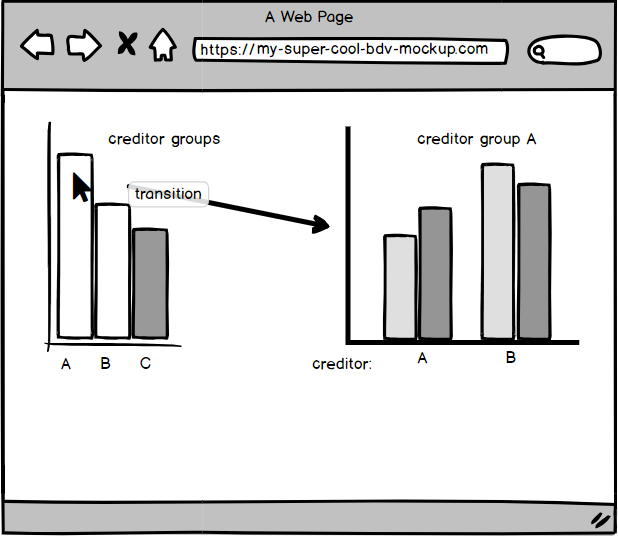 A Web Page
https://my-super-cool-bdv-mockup.com
creditor groups
creditor group A
transition
A B C
creditor: A B